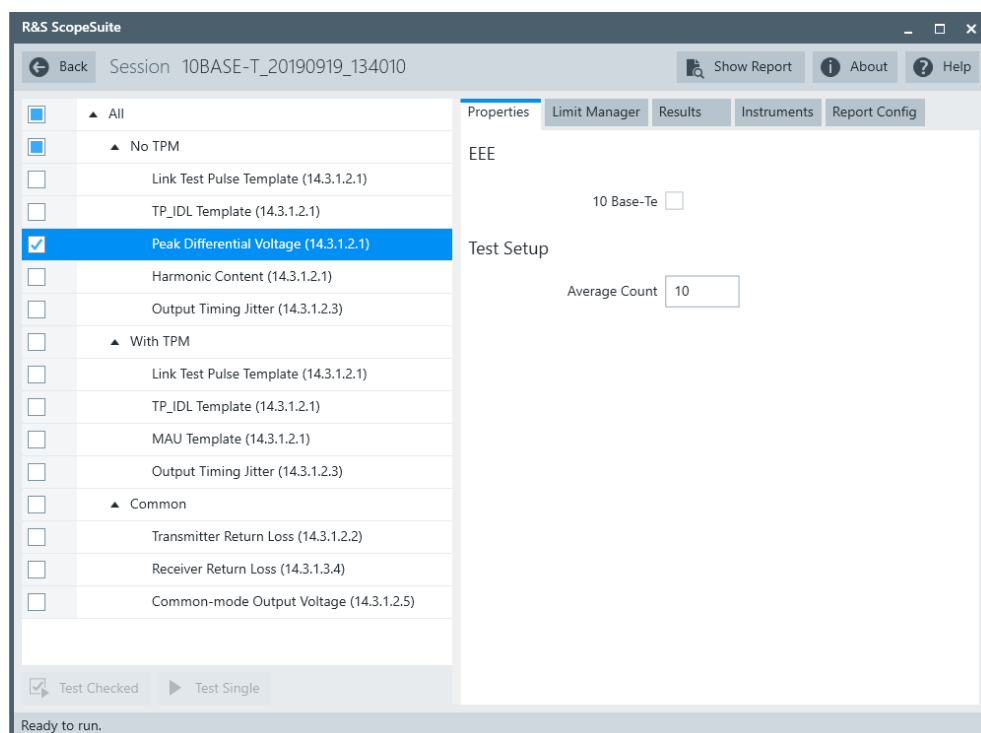 R&S ScopeSuite
Back Session 10BASE-T_20190919_134010 Show Report About Help
All
No TPM
Link Test Pulse Template (14.3.1.2.1)
TP_IDL Template (14.3.1.2.1)
Peak Differential Voltage (14.3.1.2.1)
Harmonic Content (14.3.1.2.1)
Output Timing Jitter (14.3.1.2.3)
With TPM
Link Test Pulse Template (14.3.1.2.1)
TP_IDL Template (14.3.1.2.1)
MAU Template (14.3.1.2.1)
Output Timing Jitter (14.3.1.2.3)
Common
Transmitter Return Loss (14.3.1.2.2)
Receiver Return Loss (14.3.1.3.4)
Common-mode Output Voltage (14.3.1.2.5)
Test Checked Test Single
Properties Limit Manager Results Instruments Report Config
EEE
10 Base-Te
Test Setup
Average Count 10
Ready to run.